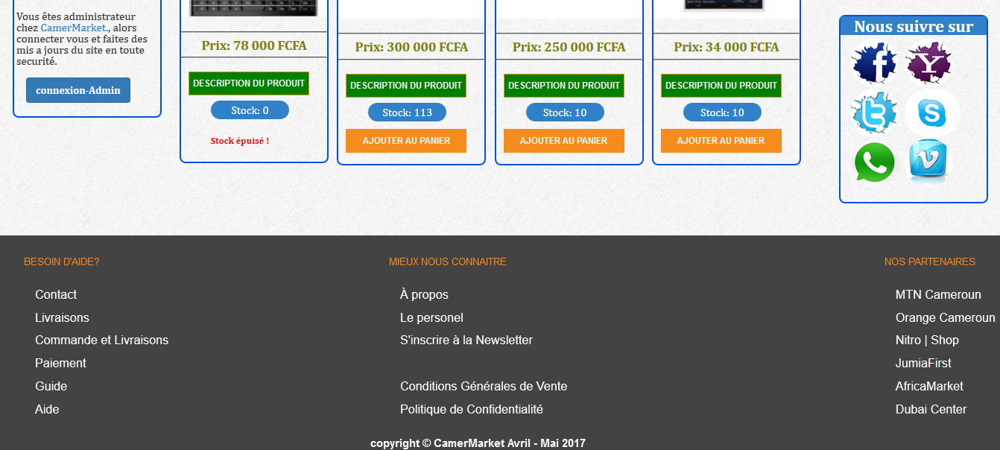 Vous êtes administrateur
chez CamerMarket., alors
connecter vous et faites des
mis a jours du site en toute
securité.
connexion-Admin
Prix: 78 000 FCFA
DESCRIPTION DU PRODUIT
Stock: 0
Stock épuisé !
Prix: 300 000 FCFA
DESCRIPTION DU PRODUIT
Stock: 113
AJOUTER AU PANIER
Prix: 250 000 FCFA
DESCRIPTION DU PRODUIT
Stock: 10
AJOUTER AU PANIER
Prix: 34 000 FCFA
DESCRIPTION DU PRODUIT
Stock: 10
AJOUTER AU PANIER
Nous suivre sur
BESOIN D'AIDE?
Contact
Livraisons
Commande et Livraisons
Paiement
Guide
Aide
MIEUX NOUS CONNAITRE
À propos
Le personel
S'inscrire à la Newsletter
Conditions Générales de Vente
Politique de Confidentialité
NOS PARTENAIRES
MTN Cameroun
Orange Cameroun
Nitro | Shop
JumiaFirst
AfricaMarket
Dubai Center
copyright © CamerMarket Avril - Mai 2017